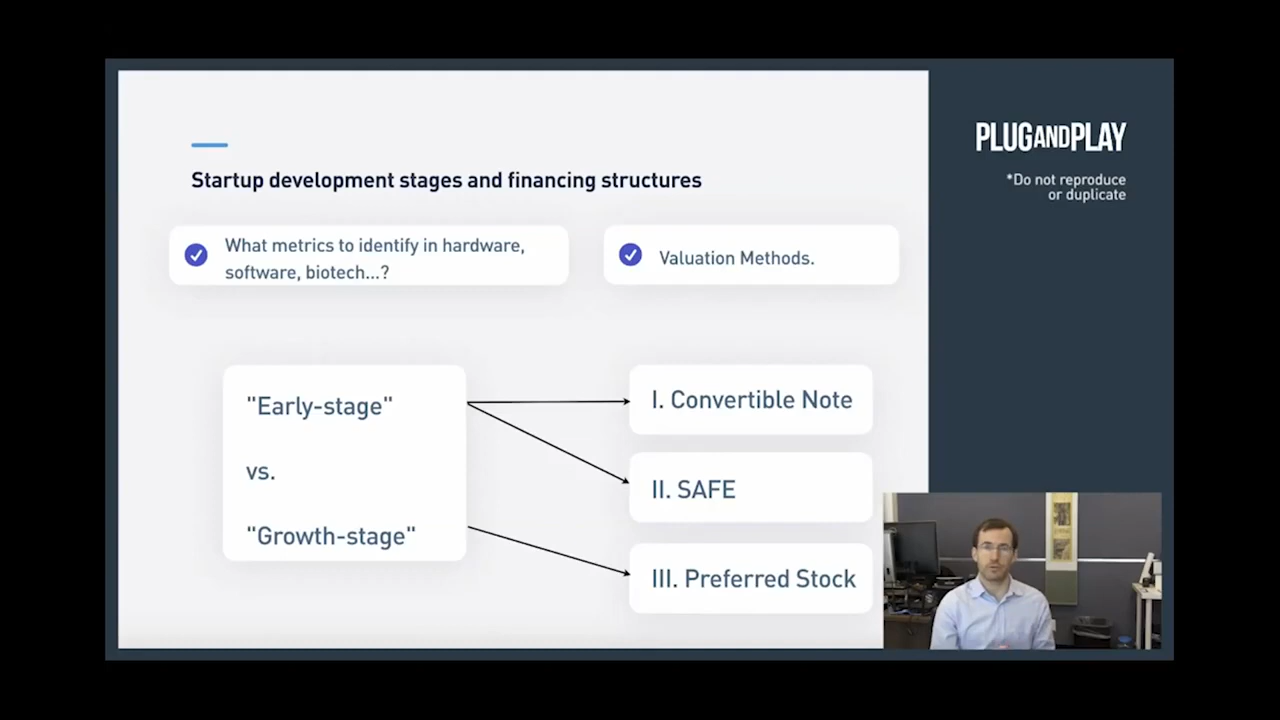 PLUGANDPLAY
*Do not reproduce
or duplicate
Startup development stages and financing structures
What metrics to identify in hardware,
software, biotech...?
Valuation Methods.
"Early-stage"
vs.
"Growth-stage"
I. Convertible Note
II. SAFE
III. Preferred Stock